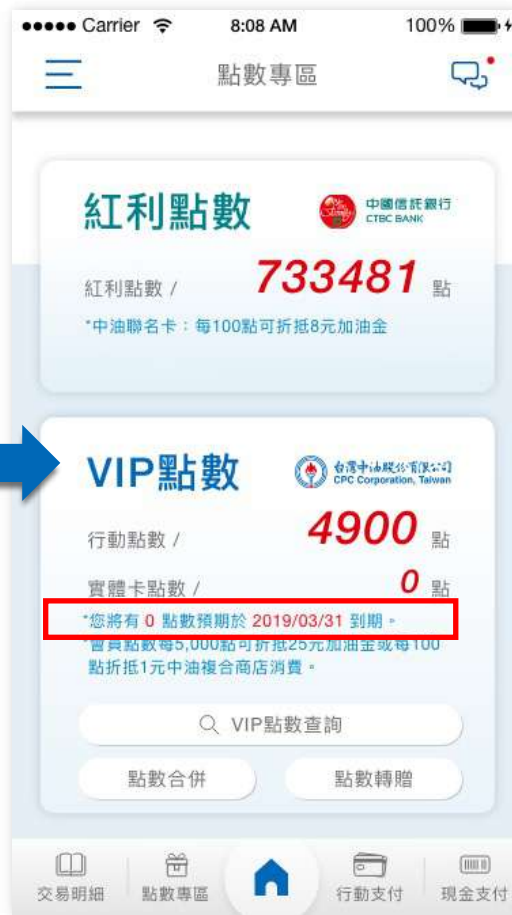 Carrier 8:08 AM 100%
點數專區
紅利點數 中國信託銀行
CTBC BANK
紅利點數 / 733481 點
*中油聯名卡：每100點可折抵8元加油金
VIP點數 台灣中油股份有限公司
CPC Corporation, Taiwan
行動點數 / 4900 點
實體卡點數 / 0 點
*您將有 0 點數預期於 2019/03/31 到期。
*會員點數每5,000點可折抵25元加油金或每100
點折抵1元中油複合商店消費。
VIP點數查詢
點數合併 點數轉贈
交易明細 點數專區 行動支付 現金支付